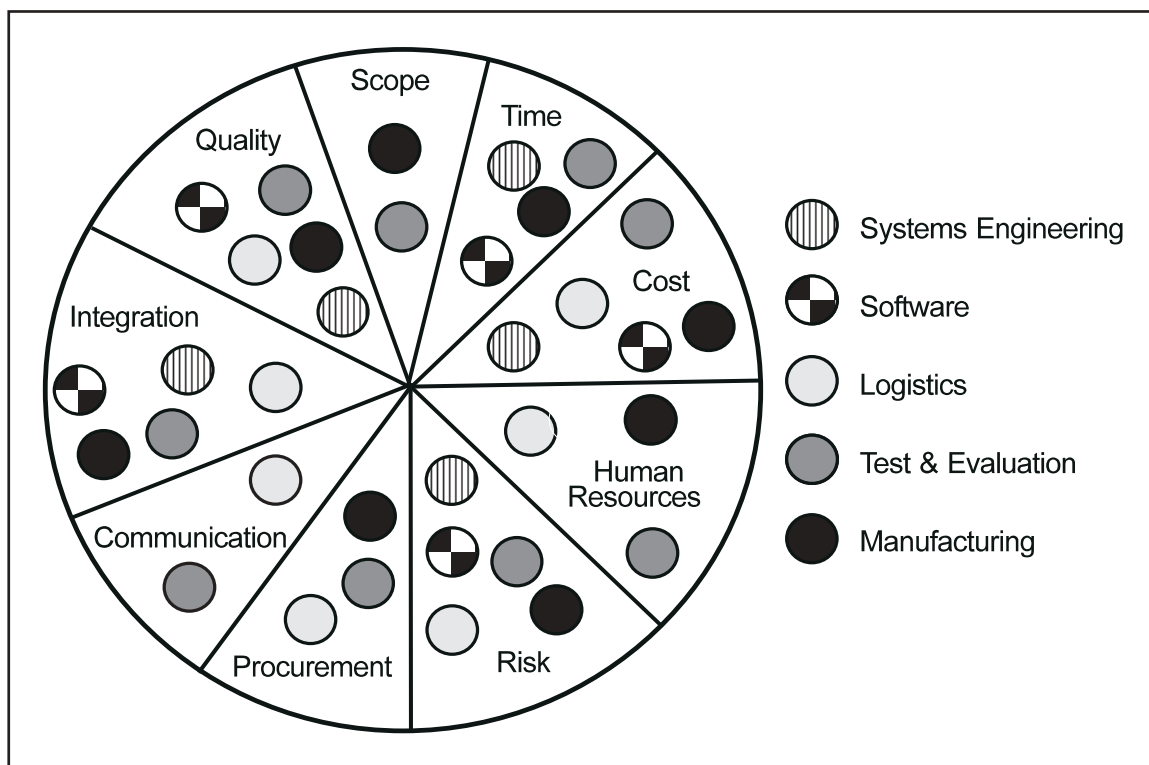 Scope
Time
Quality
Cost
Systems Engineering
Software
Integration
Logistics
Human
Resources
Test & Evaluation
Communication
Manufacturing
Procurement
Risk